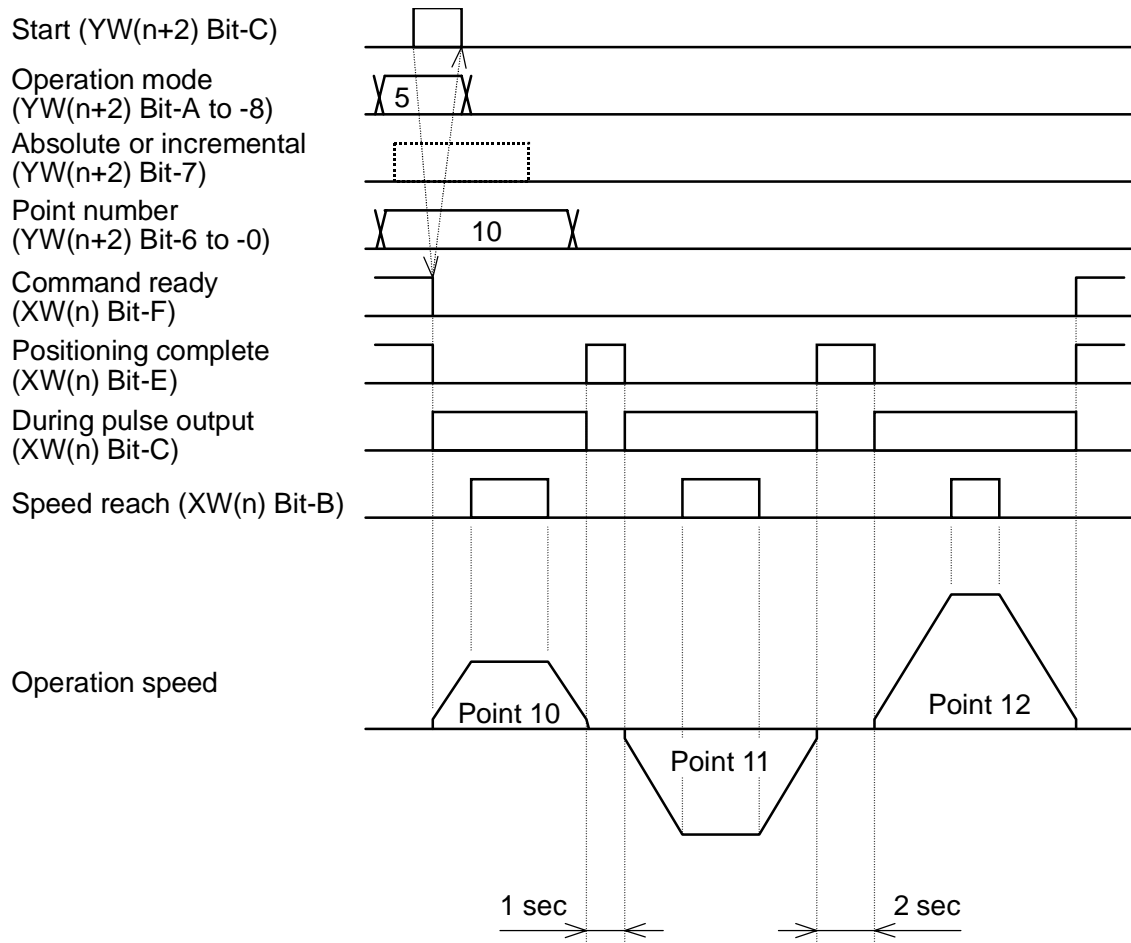 Start (YW(n+2) Bit-C)
Operation mode
(YW(n+2) Bit-A to -8)
5
Absolute or incremental
(YW(n+2) Bit-7)
Point number
(YW(n+2) Bit-6 to -0)
10
Command ready
(XW(n) Bit-F)
Positioning complete
(XW(n) Bit-E)
During pulse output
(XW(n) Bit-C)
Speed reach (XW(n) Bit-B)
Operation speed
Point 10
Point 11
Point 12
1 sec
2 sec